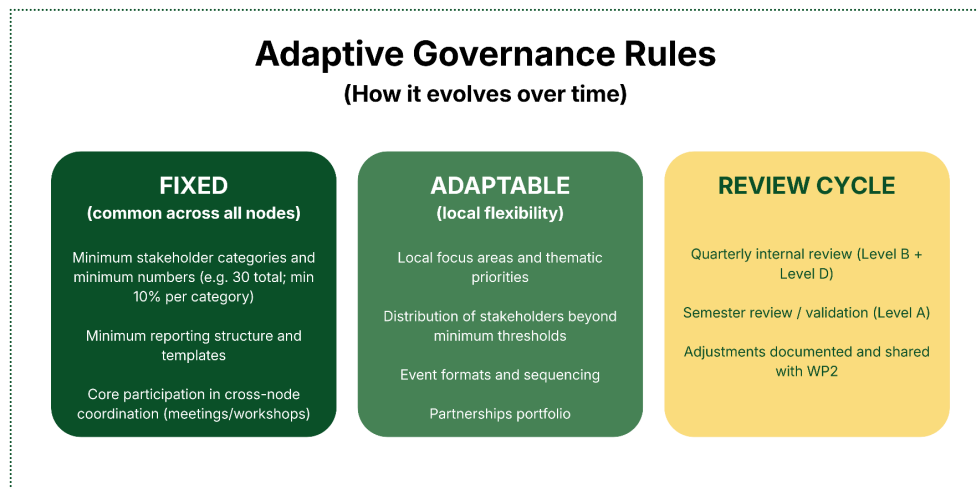 Adaptive Governance Rules
(How it evolves over time)
FIXED
(common across all nodes)
Minimum stakeholder categories and
minimum numbers (e.g. 30 total; min
10% per category)
Minimum reporting structure and
templates
Core participation in cross-node
coordination (meetings/workshops)
ADAPTABLE
(local flexibility)
Local focus areas and thematic
priorities
Distribution of stakeholders beyond
minimum thresholds
Event formats and sequencing
Partnerships portfolio
REVIEW CYCLE
Quarterly internal review (Level B +
Level D)
Semester review / validation (Level A)
Adjustments documented and shared
with WP2